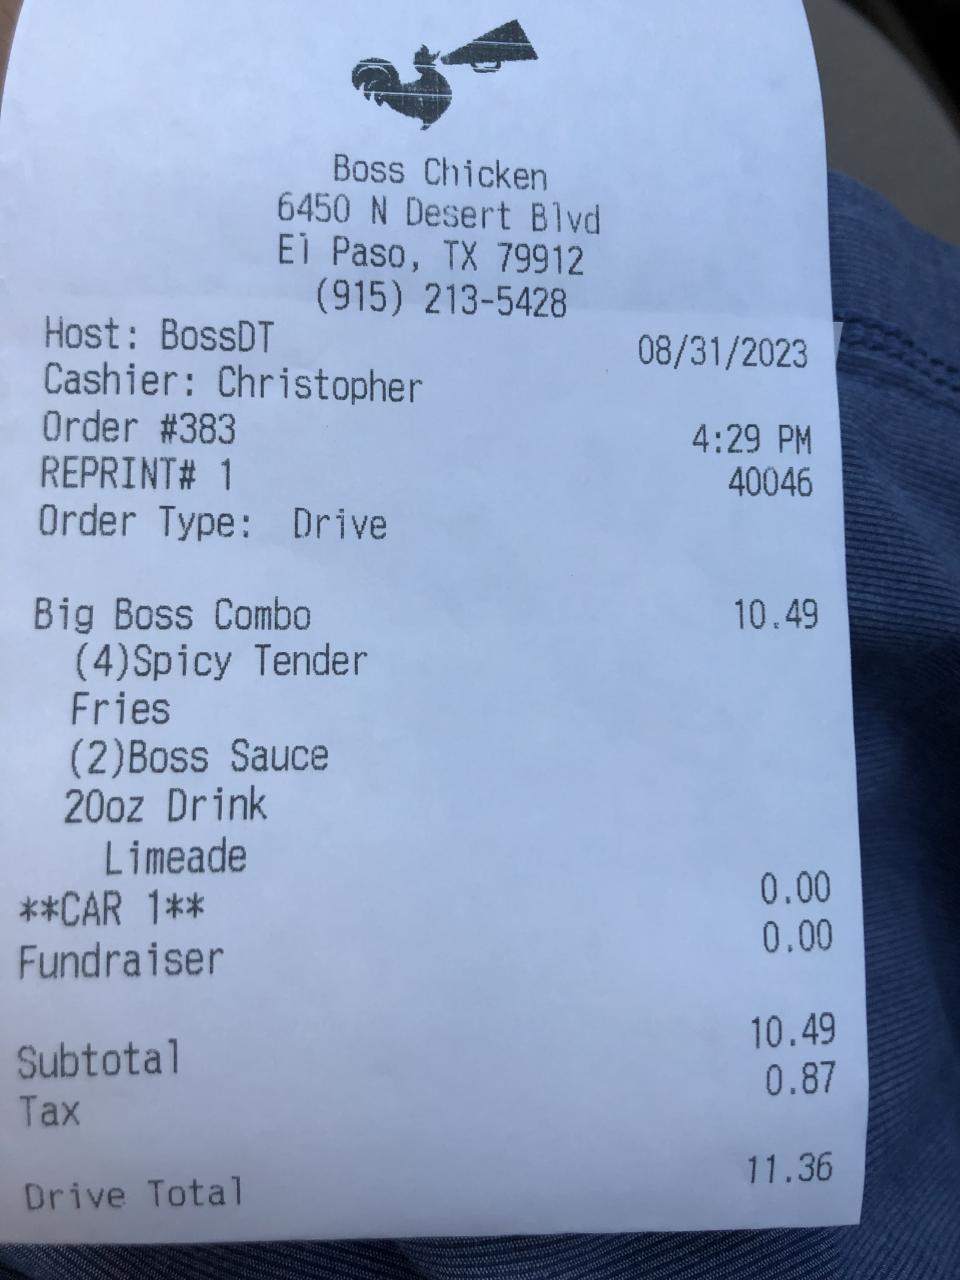 Boss Chicken
6450 N Desert Blvd
El Paso, TX 79912
(915) 213-5428
Host: BossDT 08/31/2023
Cashier: Christopher
Order #383 4:29 PM
REPRINT# 1 40046
Order Type: Drive
Big Boss Combo 10.49
(4)Spicy Tender
Fries
(2)Boss Sauce
20oz Drink
Limeade
**CAR 1** 0.00
Fundraiser 0.00
Subtotal 10.49
Tax 0.87
Drive Total 11.36